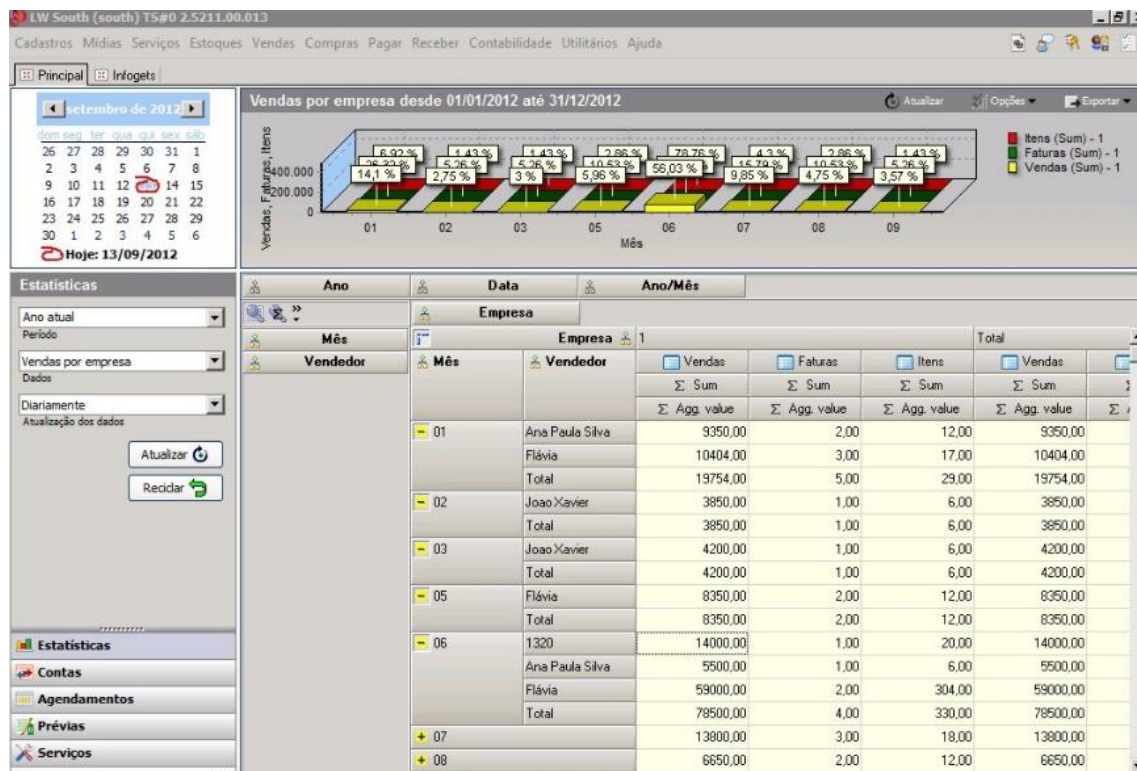 LW South (south) TS#0 2.5211.00.013
Cadastros Mídias Serviços Estoques Vendas Compras Pagar Receber Contabilidade Utilitários Ajuda
Principal Infogets
setembro de 2012
dom seg ter qua qui sex sáb
26 27 28 29 30 31 1
2 3 4 5 6 7 8
9 10 11 12 14 15
16 17 18 19 20 21 22
23 24 25 26 27 28 29
30 1 2 3 4 5 6
Hoje: 13/09/2012
Vendas por empresa desde 01/01/2012 até 31/12/2012
Atualizar Opções Exportar
Vendas, Faturas, Itens
400.000
200.000
0
6,92 % 1,43 % 1,43 % 2,86 % 78,76 % 4,3 % 2,86 % 1,43 %
26,32 % 5,26 % 5,26 % 10,53 % 15,79 % 10,53 % 5,26 %
14,1 % 2,75 % 3 % 5,96 % 56,03 % 9,85 % 4,75 % 3,57 %
01 02 03 05 06 07 08 09
Mês
Itens (Sum) - 1
Faturas (Sum) - 1
Vendas (Sum) - 1
Estatísticas
Ano atual
Período
Vendas por empresa
Dados
Diariamente
Atualização dos dados
Atualizar
Reciclar
Estatísticas
Contas
Agendamentos
Prévias
Serviços
Ano Data Ano/Mês
Empresa
Mês Empresa 1 Total
Vendedor Mês Vendedor Vendas Faturas Itens Vendas
Σ Sum Σ Sum Σ Sum Σ Sum Σ
Σ Agg. value Σ Agg. value Σ Agg. value Σ Agg. value Σ
01 Ana Paula Silva 9350,00 2,00 12,00 9350,00
Flávia 10404,00 3,00 17,00 10404,00
Total 19754,00 5,00 29,00 19754,00
02 Joao Xavier 3850,00 1,00 6,00 3850,00
Total 3850,00 1,00 6,00 3850,00
03 Joao Xavier 4200,00 1,00 6,00 4200,00
Total 4200,00 1,00 6,00 4200,00
05 Flávia 8350,00 2,00 12,00 8350,00
Total 8350,00 2,00 12,00 8350,00
06 1320 14000,00 1,00 20,00 14000,00
Ana Paula Silva 5500,00 1,00 6,00 5500,00
Flávia 59000,00 2,00 304,00 59000,00
Total 78500,00 4,00 330,00 78500,00
07 13800,00 3,00 18,00 13800,00
08 6650,00 2,00 12,00 6650,00